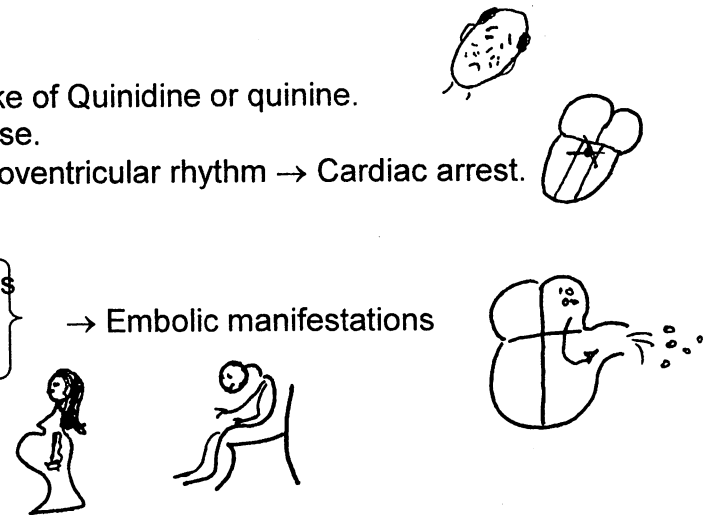 ke of Quinidine or quinine.
se.
oventricular rhythm → Cardiac arrest.
s
→ Embolic manifestations